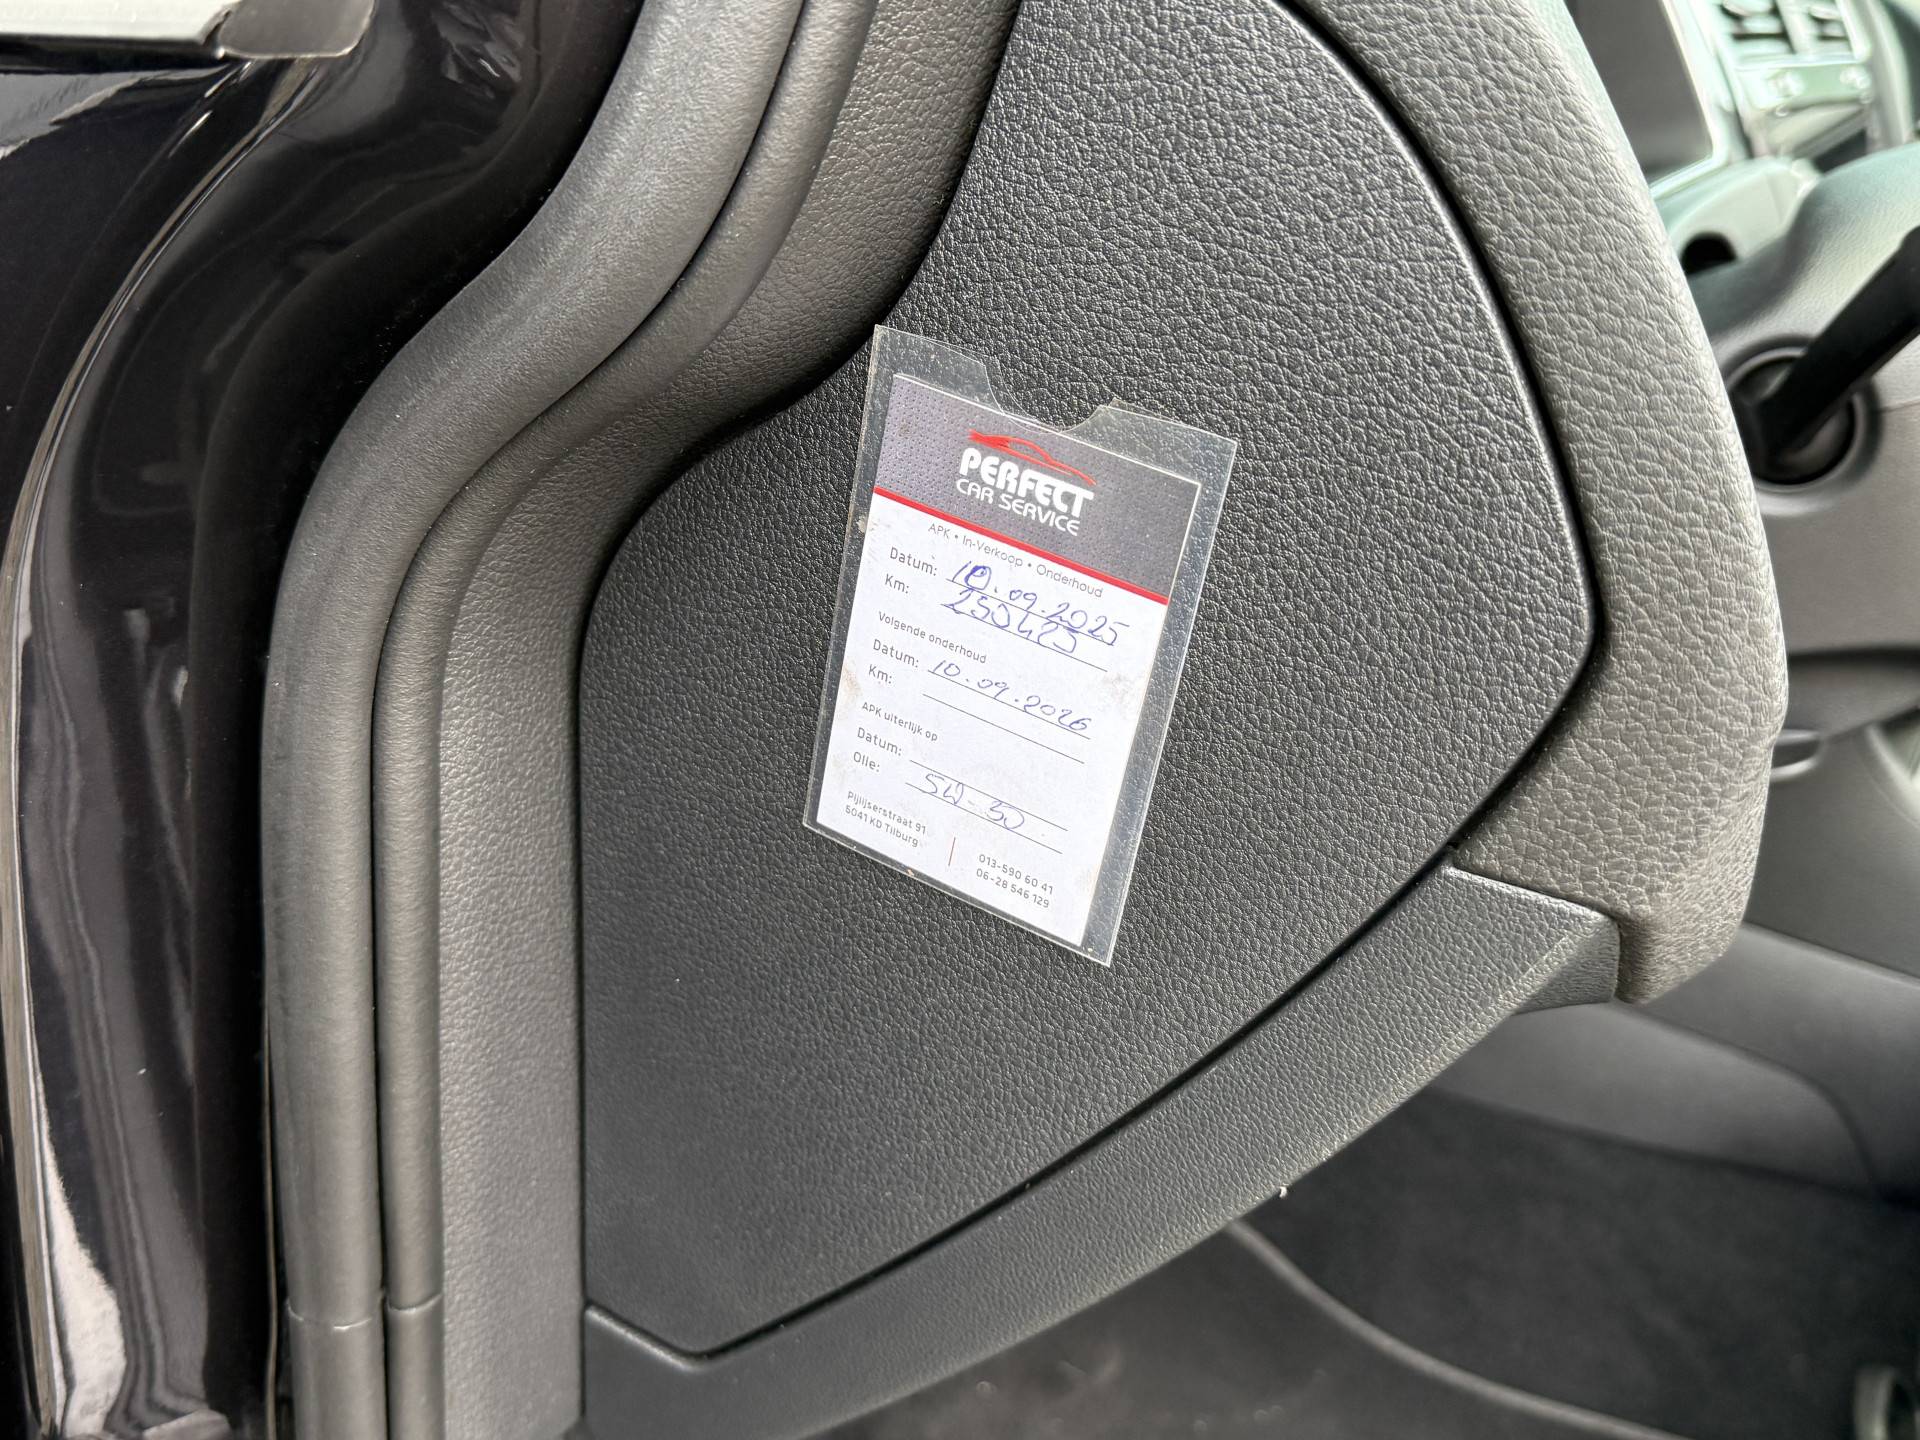 PERFECT
CAR SERVICE
APK • In-Verkoop • Onderhoud
Datum: 10.09.2025
Km: 250425
Volgende onderhoud
Datum: 10.09.2026
Km:
APK uiterlijk op
Datum:
Olie: 5W-30
Pijlijserstraat 91
5041 KD Tilburg
013-590 60 41
06-28 546 129